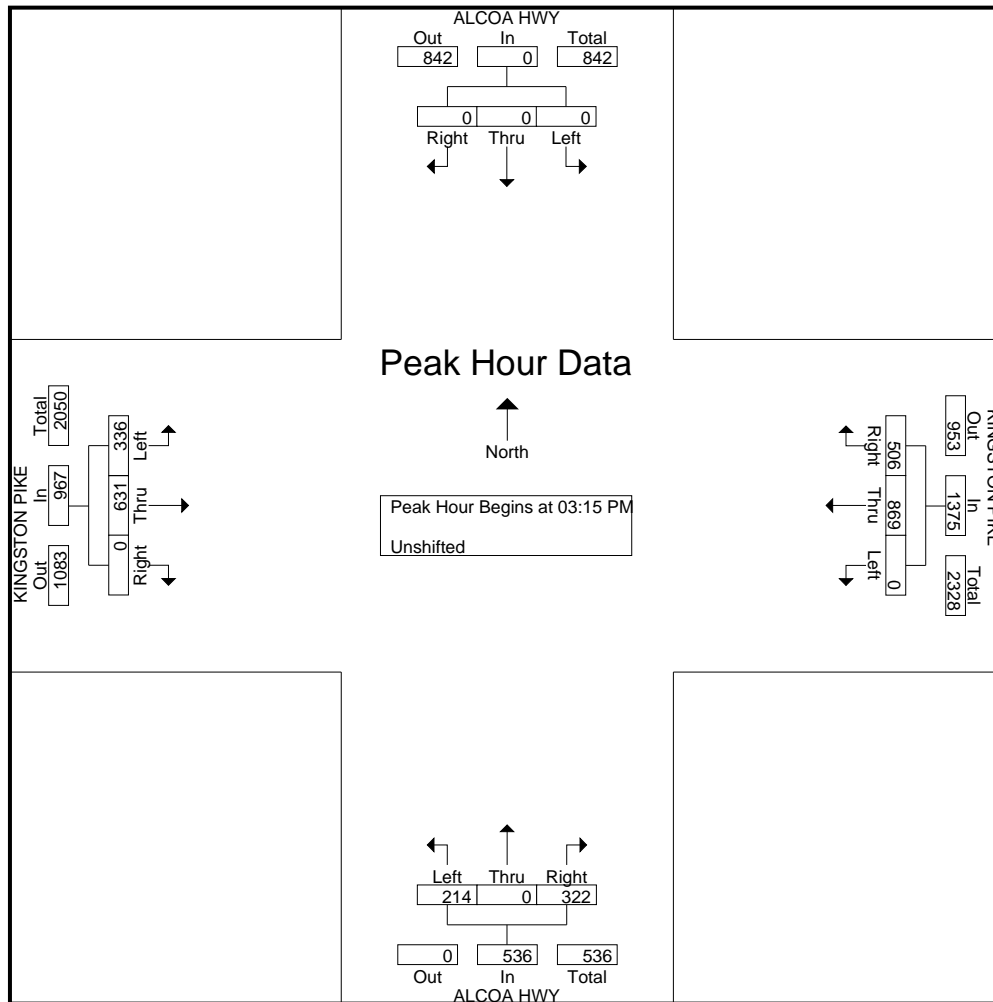 ALCOA HWY
Out In Total
842 0 842
0 0 0
Right Thru Left
Peak Hour Data
North
Peak Hour Begins at 03:15 PM
Unshifted
KINGSTON PIKE
Out In Total
1083 967 2050
0 631 336
Right Thru Left
KINGSTON PIKE
Out In Total
953 1375 2328
506 869 0
Right Thru Left
Left Thru Right
214 0 322
0 536 536
Out In Total
ALCOA HWY